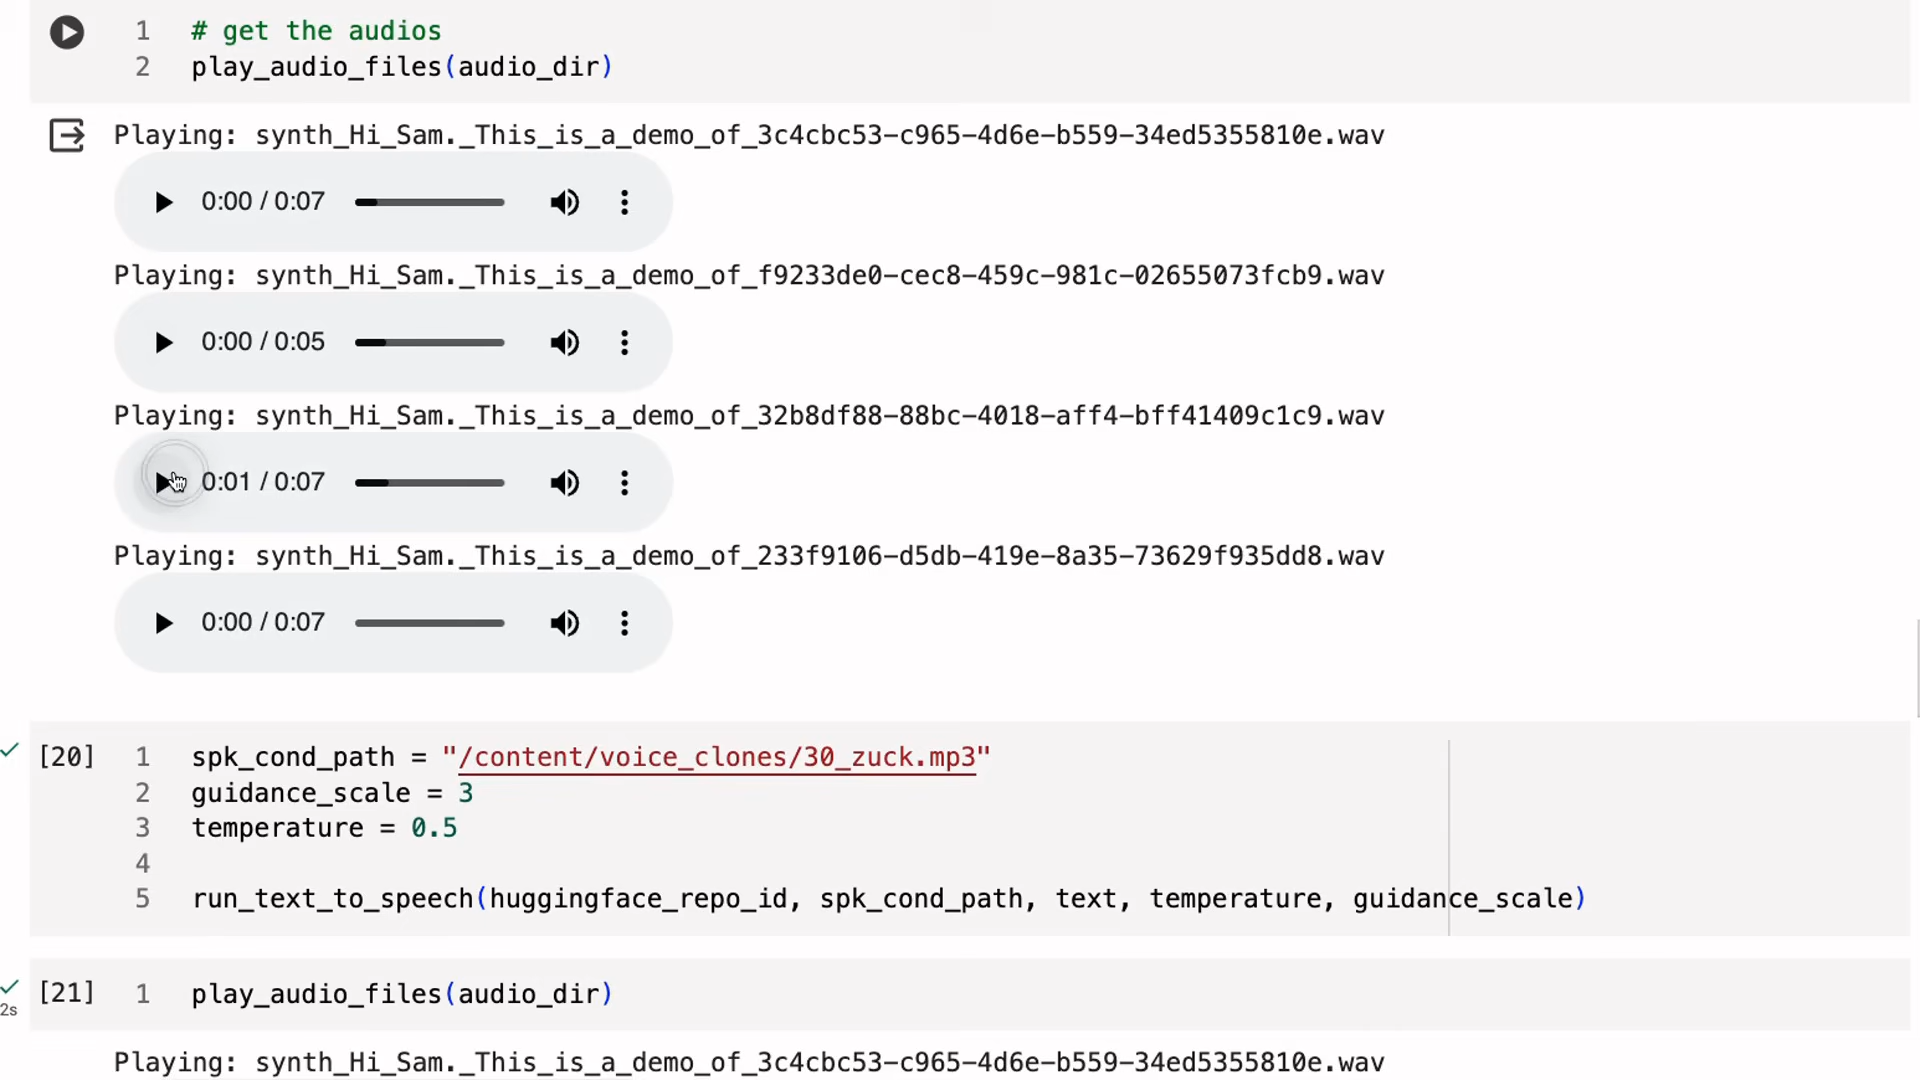 1 # get the audios
2 play_audio_files(audio_dir)
Playing: synth_Hi_Sam._This_is_a_demo_of_3c4cbc53-c965-4d6e-b559-34ed5355810e.wav
0:00 / 0:07
Playing: synth_Hi_Sam._This_is_a_demo_of_f9233de0-cec8-459c-981c-02655073fcb9.wav
0:00 / 0:05
Playing: synth_Hi_Sam._This_is_a_demo_of_32b8df88-88bc-4018-aff4-bff41409c1c9.wav
0:01 / 0:07
Playing: synth_Hi_Sam._This_is_a_demo_of_233f9106-d5db-419e-8a35-73629f935dd8.wav
0:00 / 0:07
[20] 1 spk_cond_path = "/content/voice_clones/30_zuck.mp3"
2 guidance_scale = 3
3 temperature = 0.5
4
5 run_text_to_speech(huggingface_repo_id, spk_cond_path, text, temperature, guidance_scale)
[21] 1 play_audio_files(audio_dir)
2s
Playing: synth_Hi_Sam._This_is_a_demo_of_3c4cbc53-c965-4d6e-b559-34ed5355810e.wav